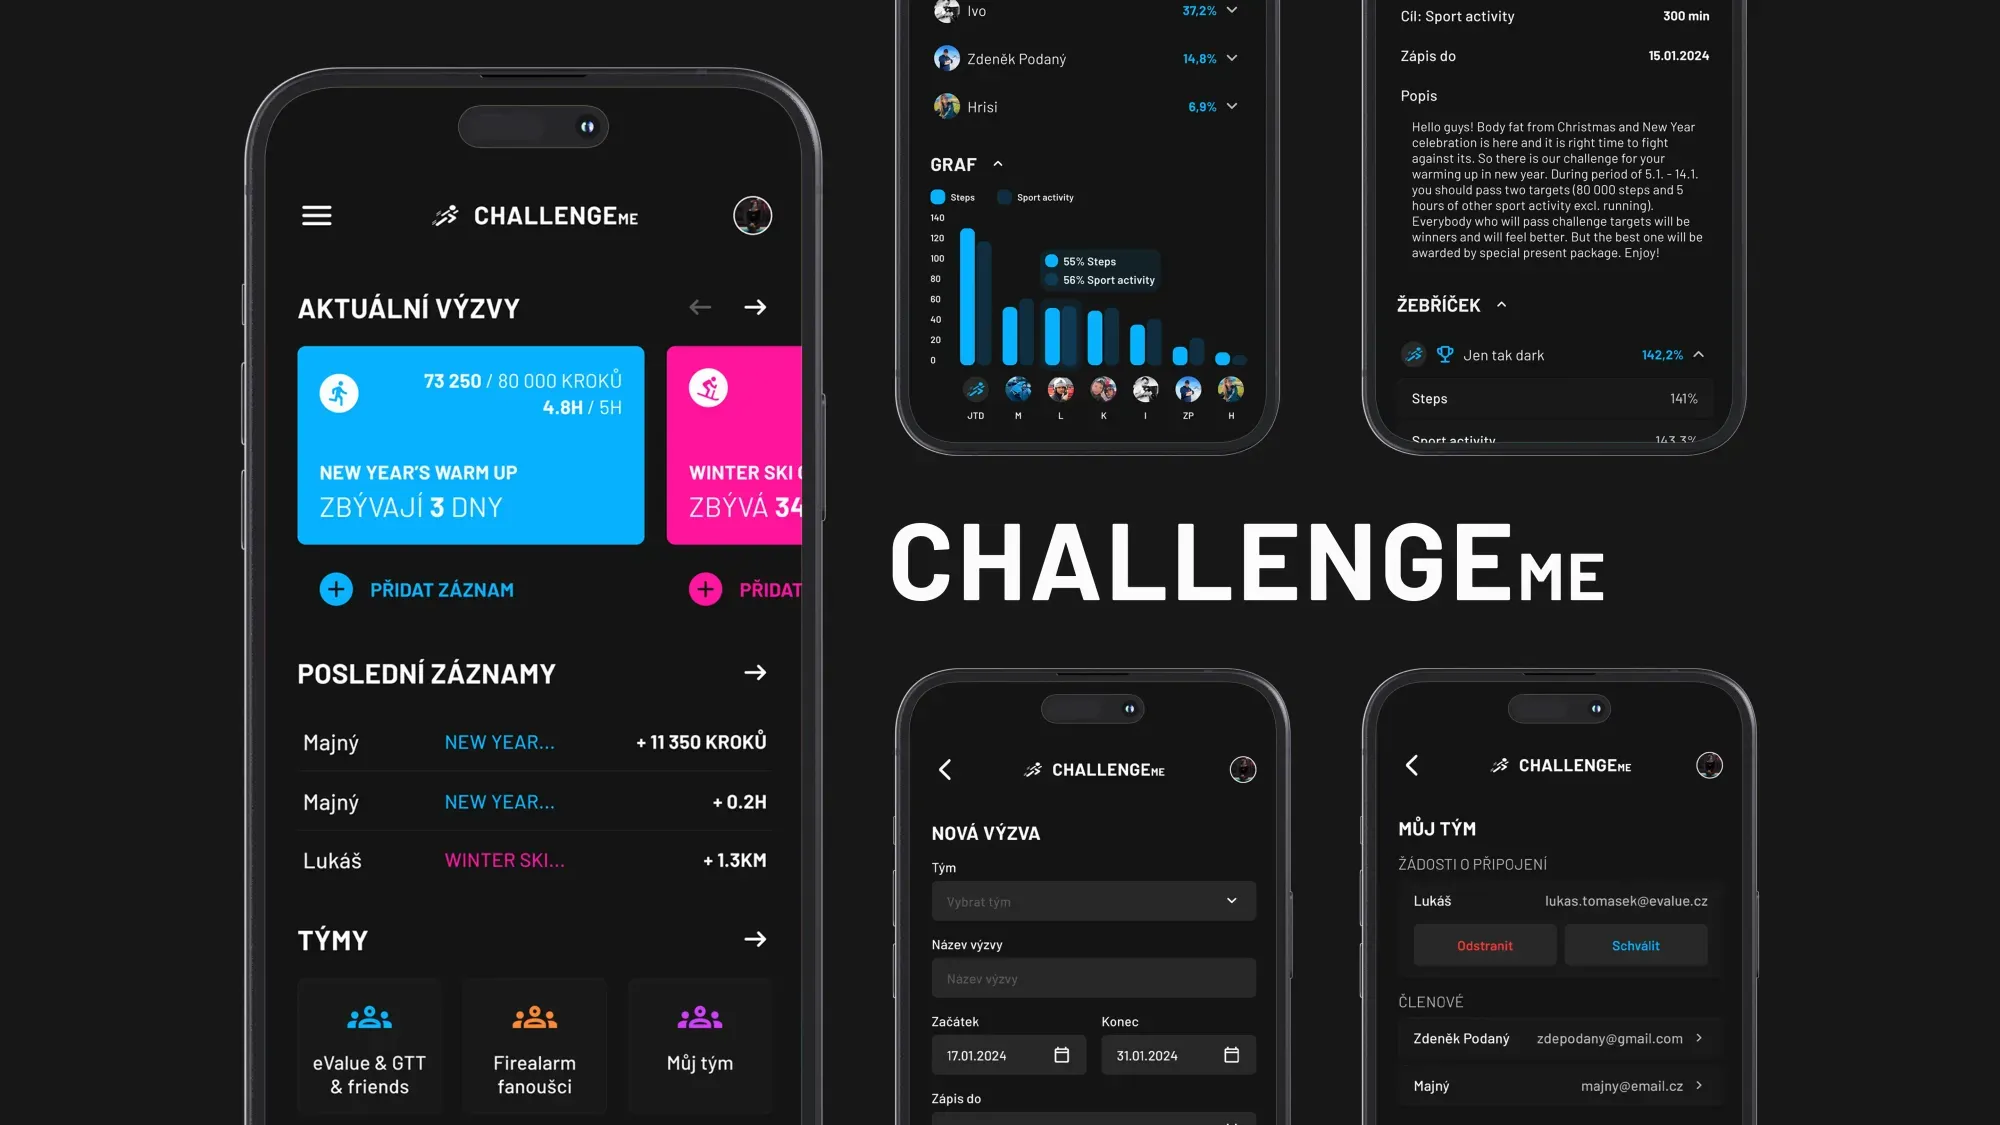 CHALLENGEME
AKTUÁLNÍ VÝZVY
73 250 / 80 000 KROKŮ
4.8H / 5H
NEW YEAR'S WARM UP
ZBÝVAJÍ 3 DNY
WINTER SKI
ZBÝVÁ 34
PŘIDAT ZÁZNAM
PŘIDAT
POSLEDNÍ ZÁZNAMY
Majný NEW YEAR... + 11 350 KROKŮ
Majný NEW YEAR... + 0.2H
Lukáš WINTER SKI... + 1.3KM
TÝMY
eValue & GTT
& friends
Firealarm
fanoušci
Můj tým
Ivo 37,2%
Zdeněk Podaný 14,8%
Hrisi 6,9%
GRAF
Steps Sport activity
140
120
100
80
60
40
20
0
55% Steps
56% Sport activity
JTD M L K I ZP H
Cíl: Sport activity 300 min
Zápis do 15.01.2024
Popis
Hello guys! Body fat from Christmas and New Year
celebration is here and it is right time to fight
against its. So there is our challenge for your
warming up in new year. During period of 5.1. - 14.1.
you should pass two targets (80 000 steps and 5
hours of other sport activity excl. running).
Everybody who will pass challenge targets will be
winners and will feel better. But the best one will be
awarded by special present package. Enjoy!
ŽEBŘÍČEK
Jen tak dark 142,2%
Steps 141%
Sport activity 143,3%
CHALLENGEME
CHALLENGEME
NOVÁ VÝZVA
Tým
Vybrat tým
Název výzvy
Název výzvy
Začátek Konec
17.01.2024 31.01.2024
Zápis do
CHALLENGEME
MŮJ TÝM
ŽÁDOSTI O PŘIPOJENÍ
Lukáš lukas.tomasek@evalue.cz
Odstranit Schválit
ČLENOVÉ
Zdeněk Podaný zdepodany@gmail.com
Majný majny@email.cz